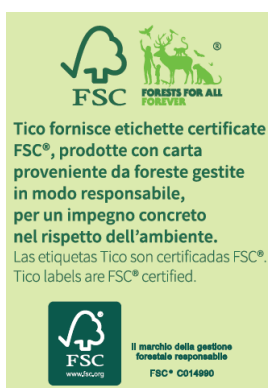 ®
FSC
FORESTS FOR ALL
FOREVER
Tico fornisce etichette certificate
FSC®, prodotte con carta
proveniente da foreste gestite
in modo responsabile,
per un impegno concreto
nel rispetto dell'ambiente.
Las etiquetas Tico son certificadas FSC®.
Tico labels are FSC® certified.
FSC
www.fsc.org
Il marchio della gestione
forestale responsabile
FSC® C014990